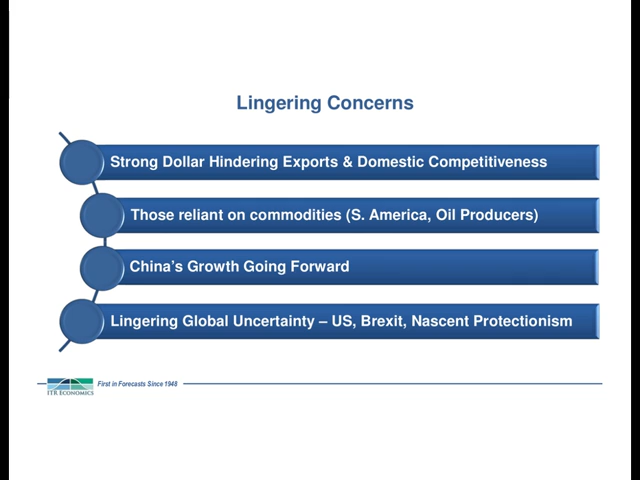 Lingering Concerns
Strong Dollar Hindering Exports & Domestic Competitiveness
Those reliant on commodities (S. America, Oil Producers)
China’s Growth Going Forward
Lingering Global Uncertainty – US, Brexit, Nascent Protectionism
First in Forecasts Since 1948
ITR ECONOMICS